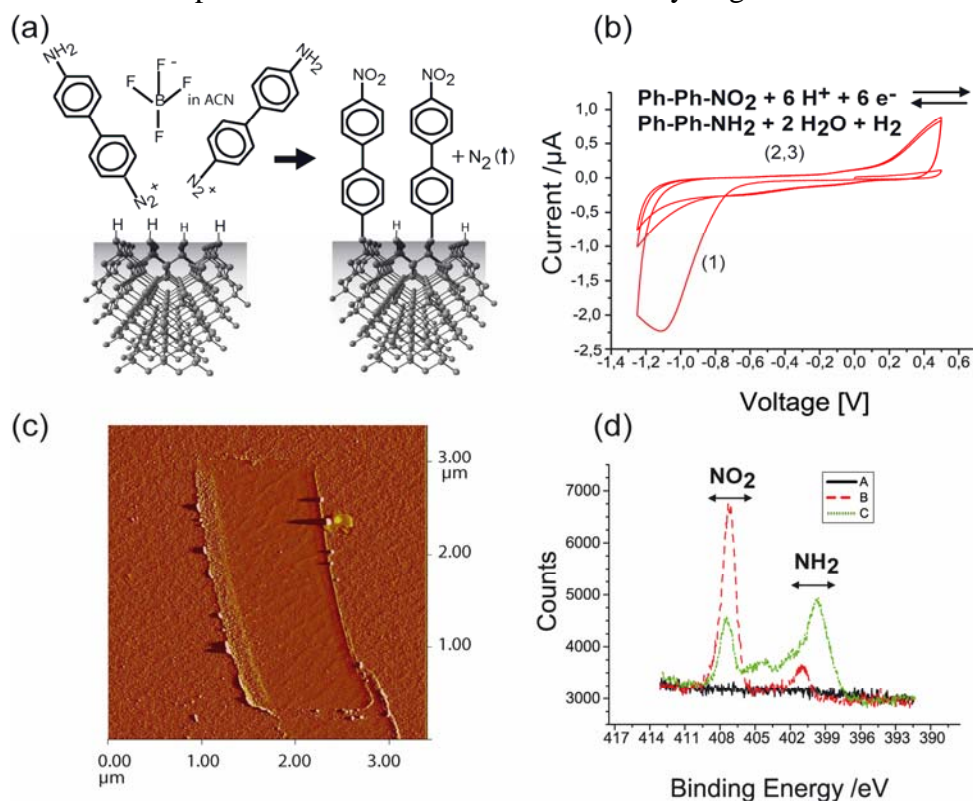 (a)
NH2
F -
F
F
B
F
in ACN
NH2
N2+
N2+
H H H H
NO2 NO2
+ N2(↑)
H H
(b)
Ph-Ph-NO2 + 6 H+ + 6 e-
Ph-Ph-NH2 + 2 H2O + H2
(2,3)
(1)
Current /µA
1,0
0,5
0,0
-0,5
-1,0
-1,5
-2,0
-2,5
-1,2 -1,0 -0,8 -0,6 -0,4 -0,2 0,0 0,2 0,4 0,6
Voltage [V]
(c)
3.00
µm
2.00
1.00
0.00 1.00 2.00 3.00
µm
(d)
NO2
NH2
A
B
C
Counts
7000
6000
5000
4000
3000
417 414 411 408 405 402 399 396 393 390
Binding Energy /eV